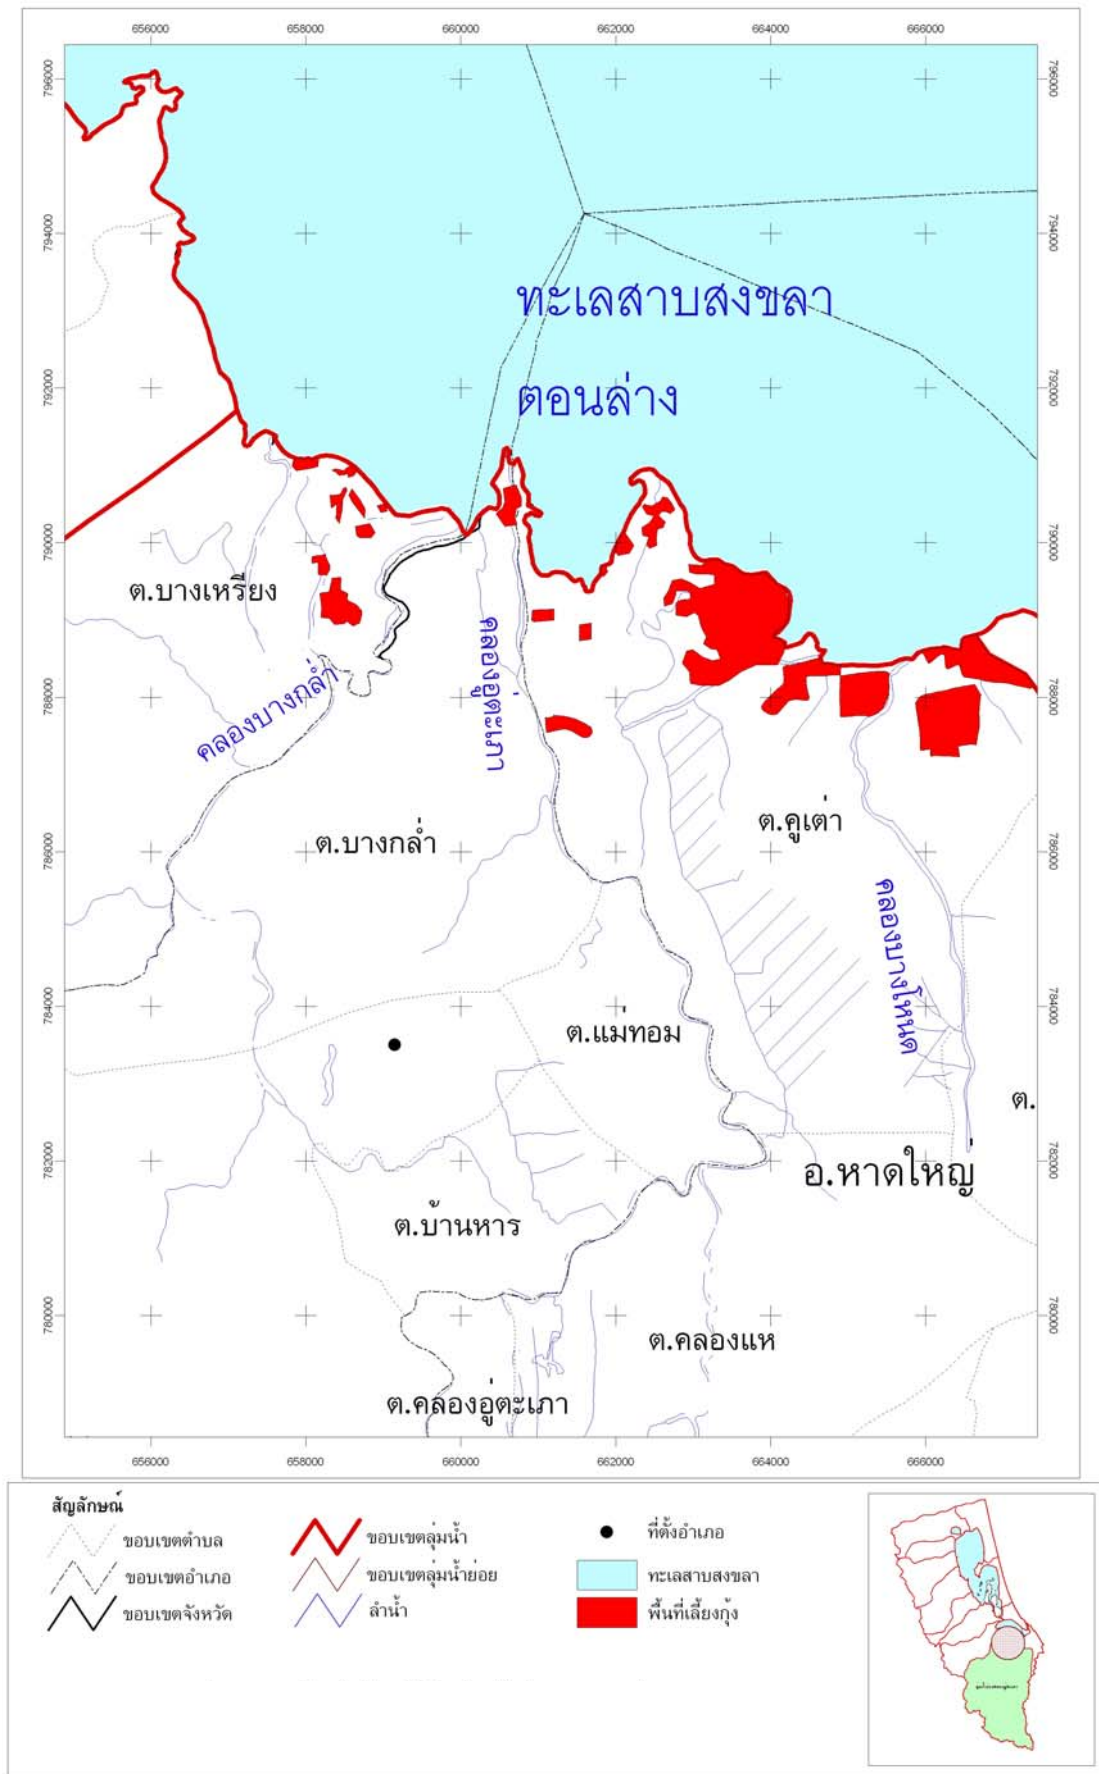 656000 658000 660000 662000 664000 666000
796000 796000
794000 794000
ทะเลสาบสงขลา
792000 792000
ตอนล่าง
790000 790000
ต.บางเหรียง
คลองบางกล่ำ
คลองอู่ตะเภา
788000 788000
ต.คูเต่า
ต.บางกล่ำ
786000 786000
คลองบางโหนด
784000 784000
ต.แม่ทอม
ต.
782000 782000
อ.หาดใหญ่
ต.บ้านหาร
780000 780000
ต.คลองแห
ต.คลองอู่ตะเภา
656000 658000 660000 662000 664000 666000
สัญลักษณ์
ขอบเขตตำบล
ขอบเขตอำเภอ
ขอบเขตจังหวัด
ขอบเขตลุ่มน้ำ
ขอบเขตลุ่มน้ำย่อย
ลำน้ำ
ที่ตั้งอำเภอ
ทะเลสาบสงขลา
พื้นที่เลี้ยงกุ้ง